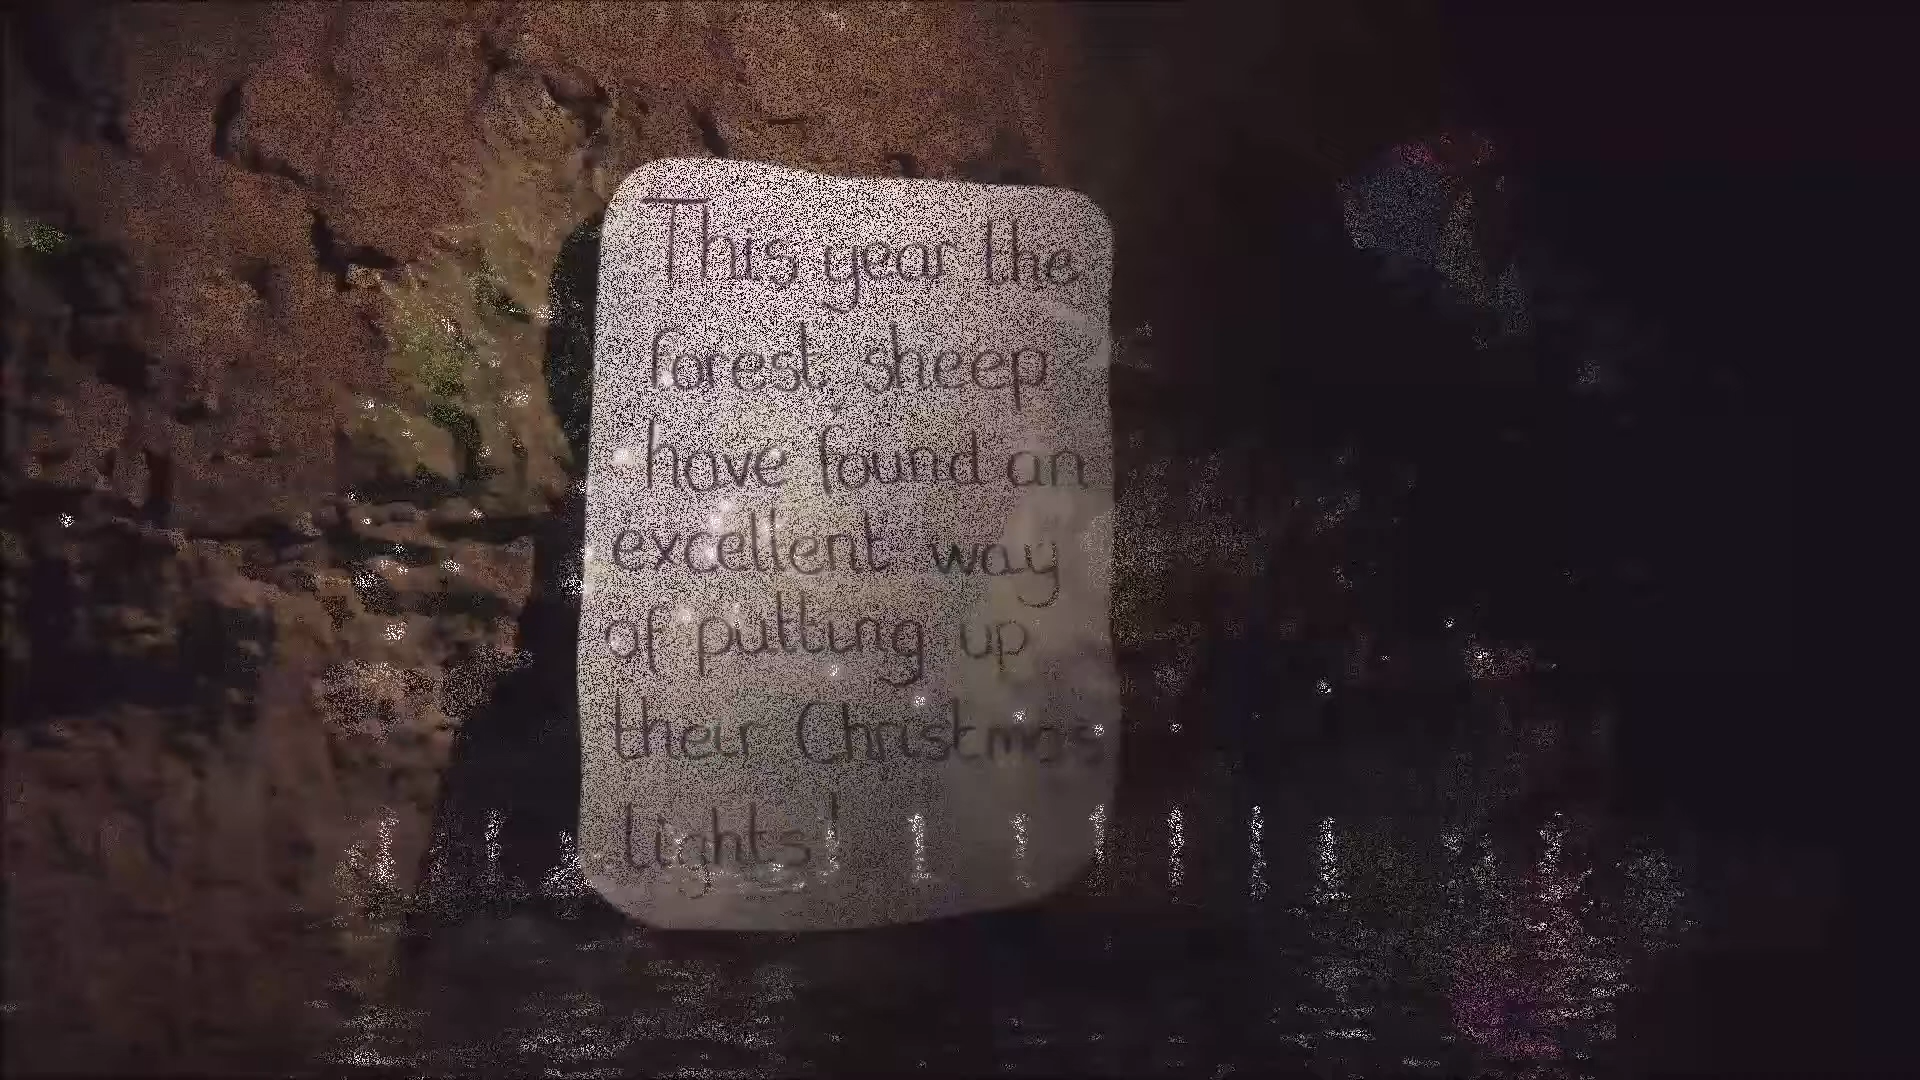 This year the
forest sheep
have found an
excellent way
of putting up
their Christmas
lights!